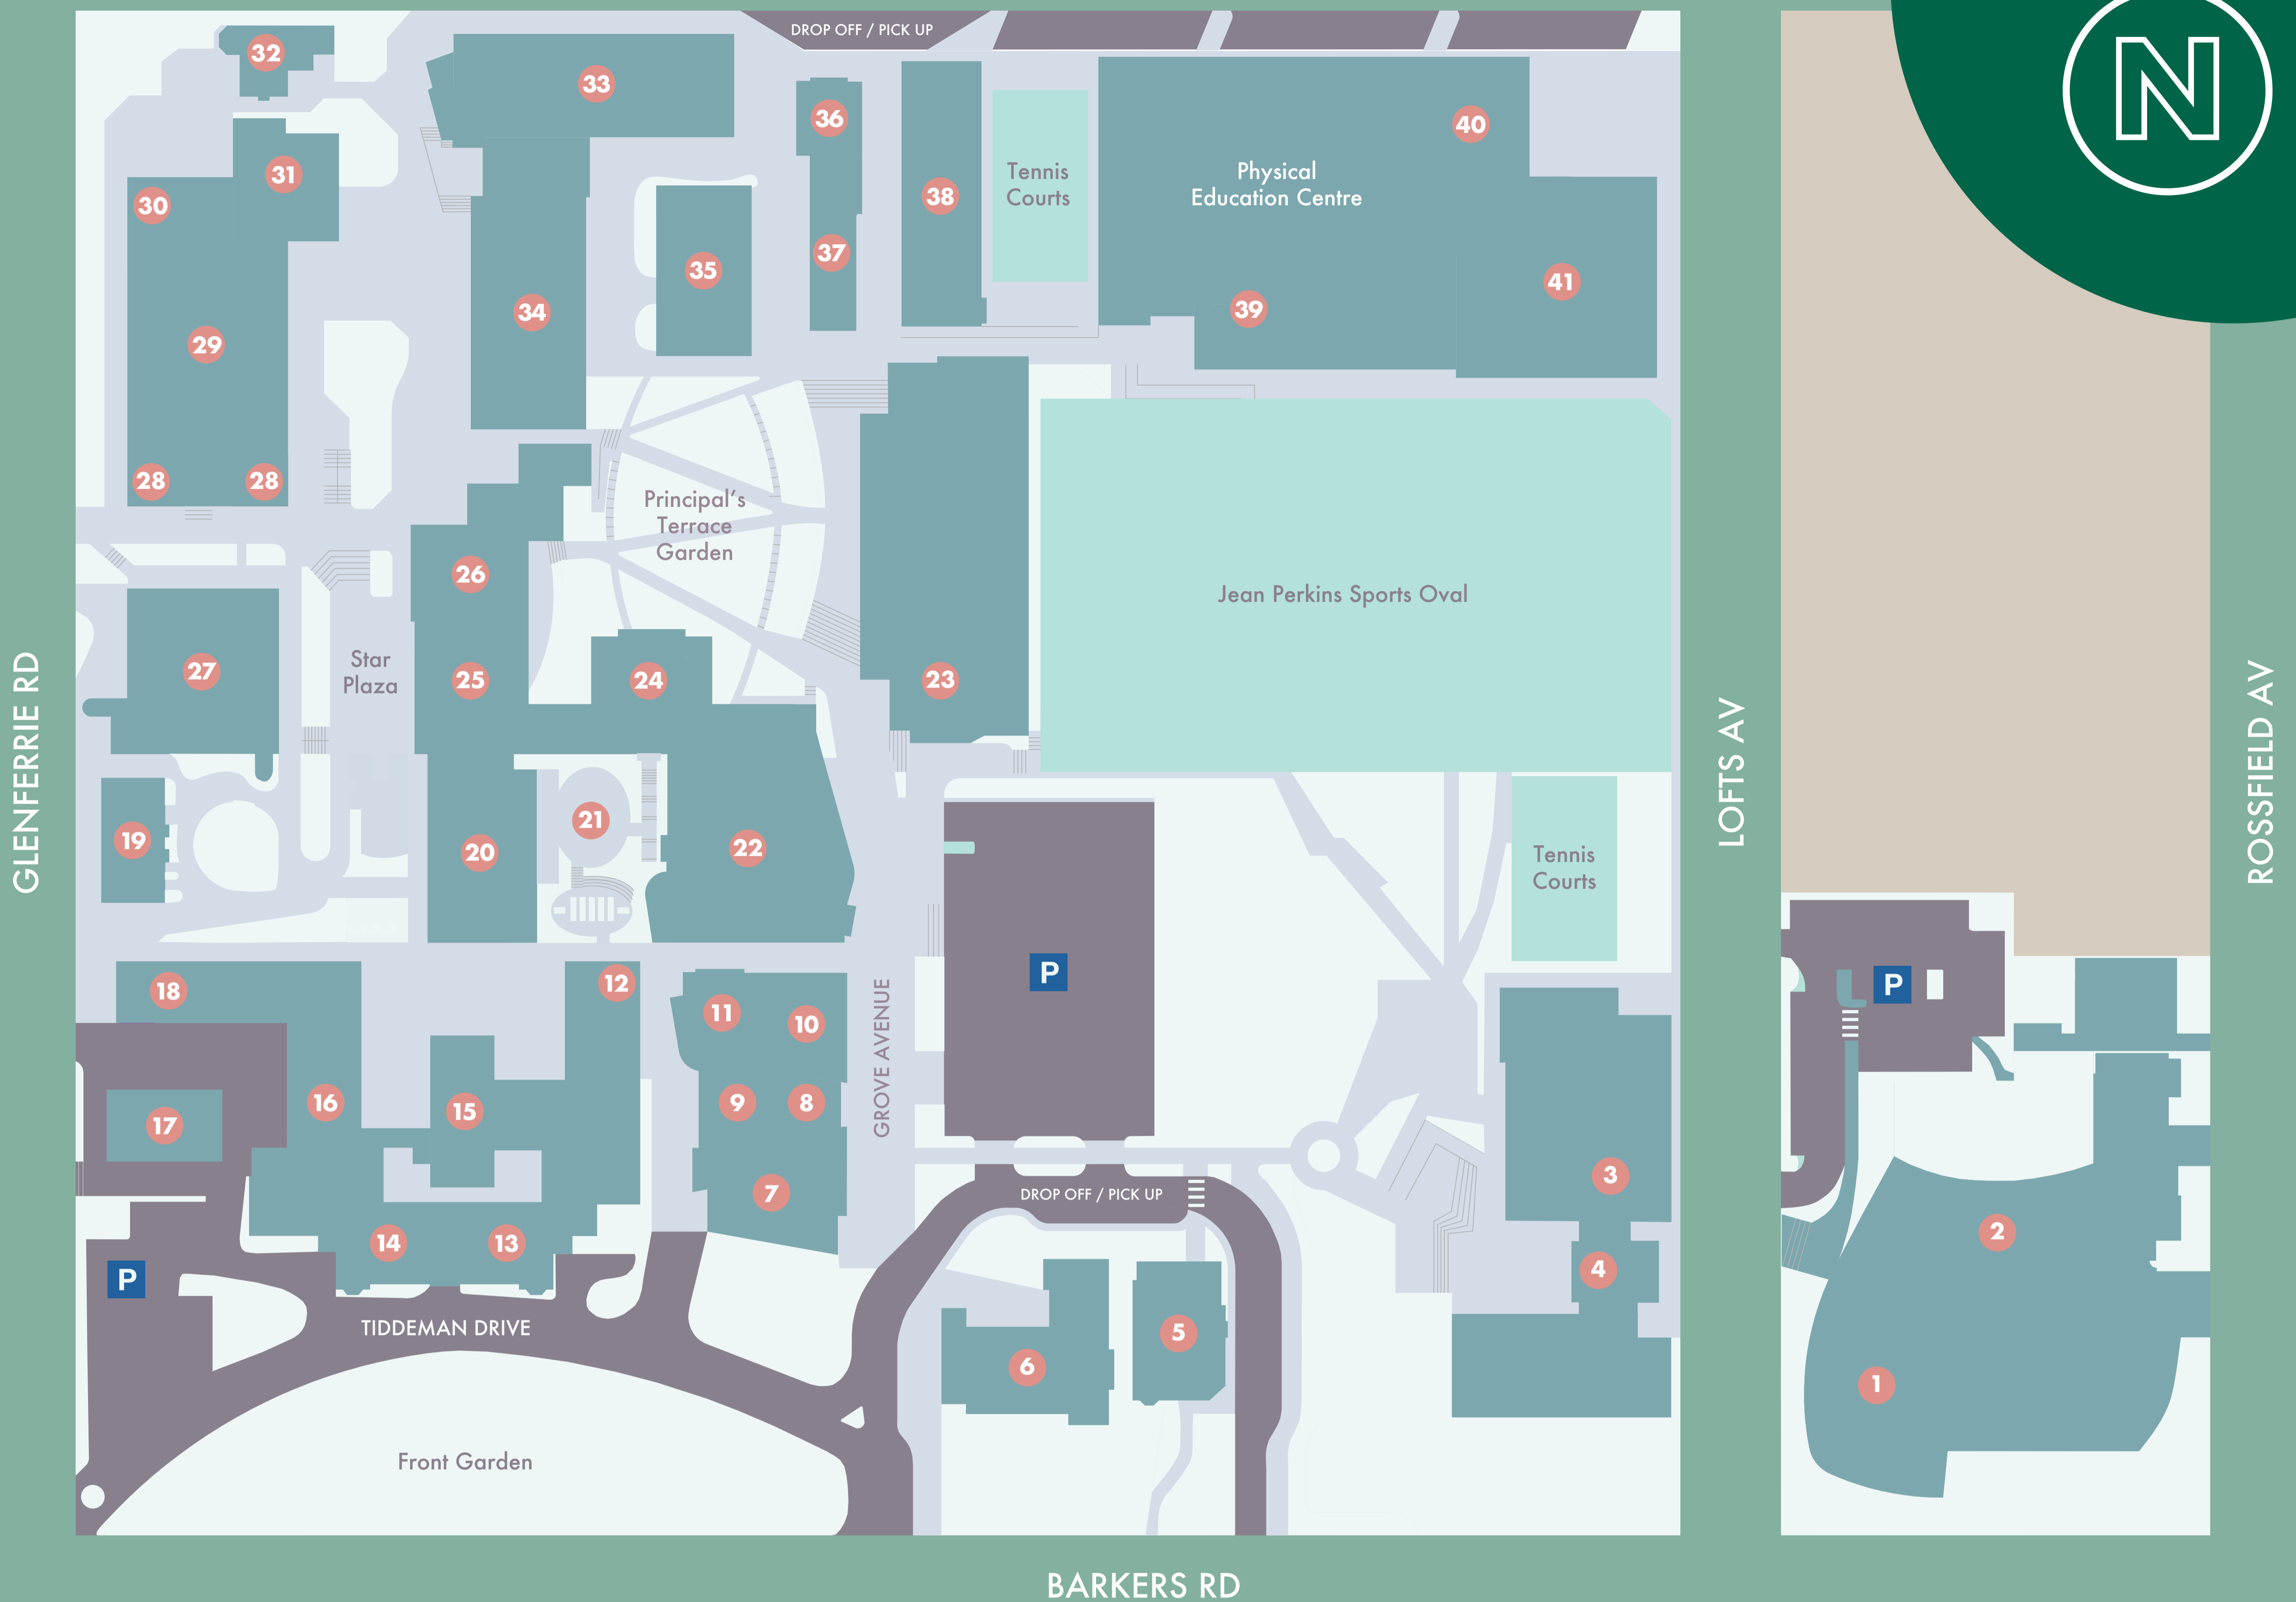 DROP OFF / PICK UP
N
32
33
36
40
38
Tennis
Courts
Physical
Education Centre
31
30
37
35
41
39
34
29
28
28
Principal's
Terrace
Garden
26
Jean Perkins Sports Oval
27
Star
Plaza
25
24
23
GLENFERRIE RD
LOFTS AV
ROSSFIELD AV
21
19
20
22
Tennis
Courts
P
P
18
12
11
10
GROVE AVENUE
16
15
9
8
17
7
DROP OFF / PICK UP
3
2
14
13
4
P
TIDDEMAN DRIVE
5
6
1
Front Garden
BARKERS RD